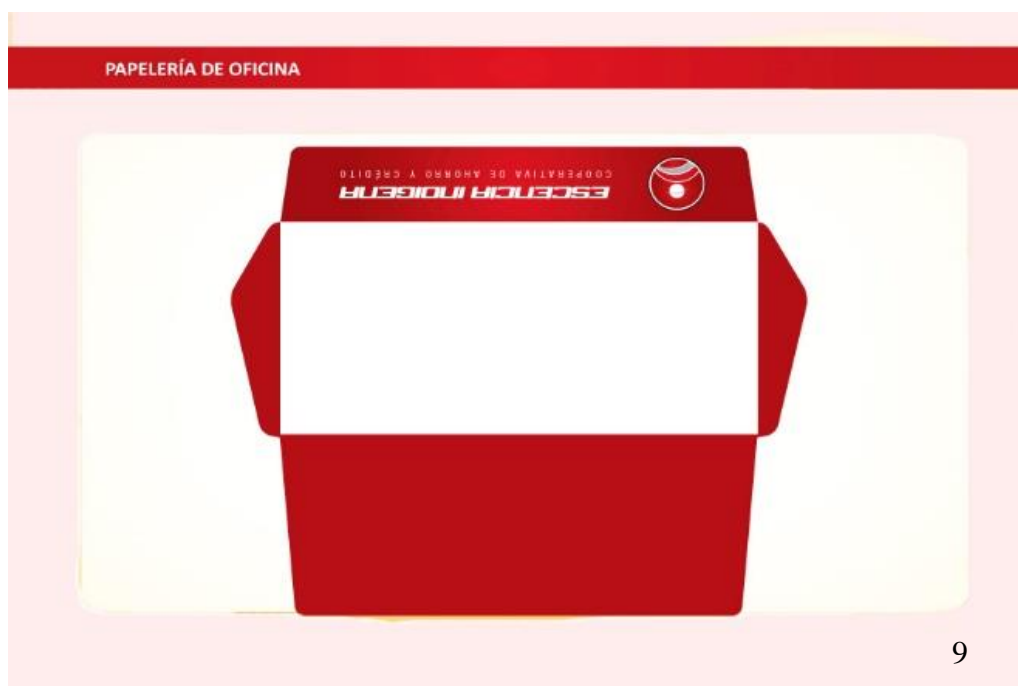 PAPELERÍA DE OFICINA
ESCENCIA INDIGENA
COOPERATIVA DE AHORRO Y CRÉDITO
9